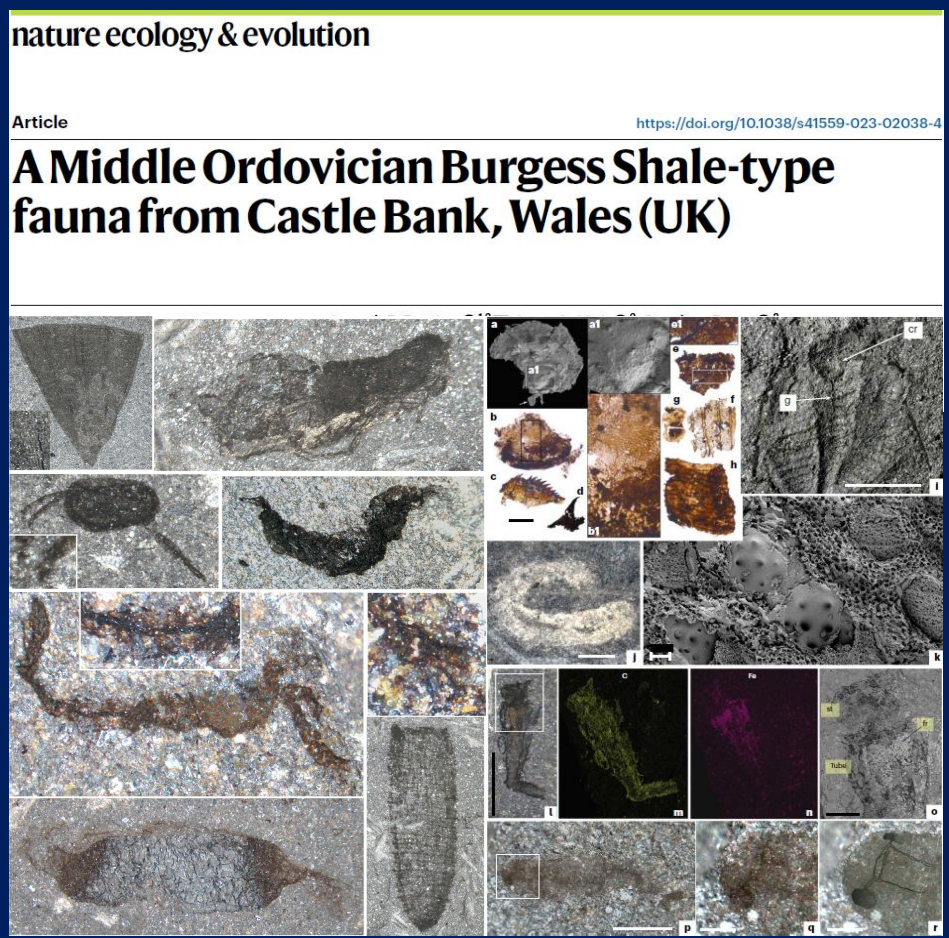 nature ecology & evolution
Article
https://doi.org/10.1038/s41559-023-02038-4
A Middle Ordovician Burgess Shale-type
fauna from Castle Bank, Wales (UK)
a
a1
a1
e1
e
b
g
f
c
d
b1
h
cr
g
i
j
k
l
C
m
Fe
n
st
fr
Tube
o
p
q
r